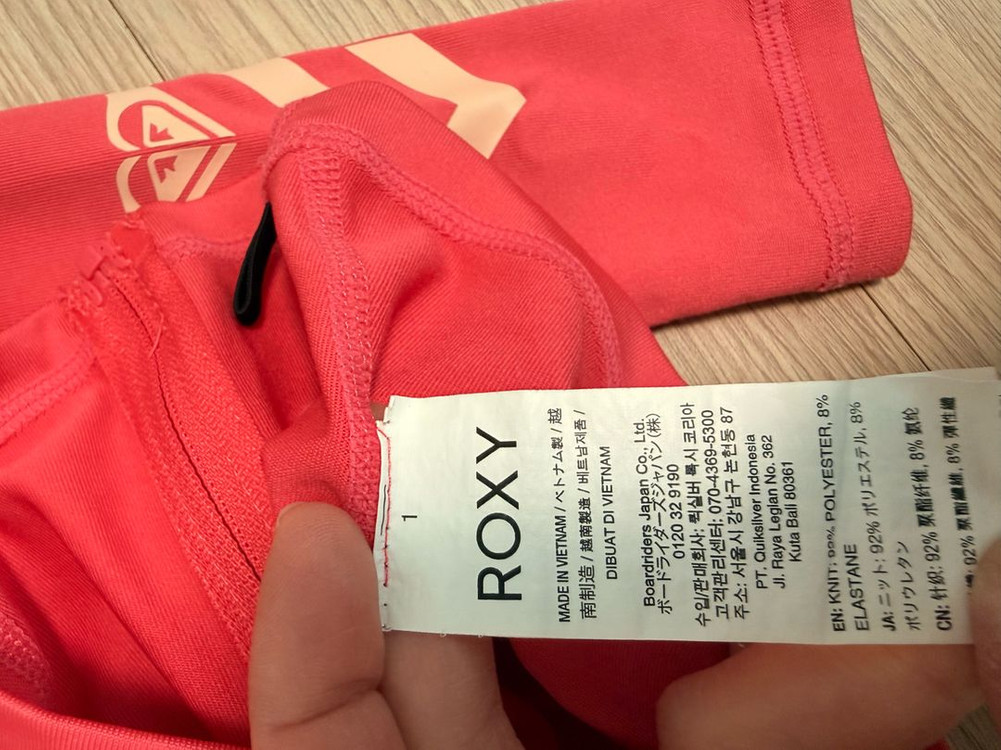 1
ROXY
MADE IN VIETNAM / ベトナム製 / 越
南制造 / 越南製造 / 베트남제품 /
DIBUAT DI VIETNAM
Boardriders Japan Co., Ltd.
ボードライダーズジャパン(株)
0120 32 9190
수입/판매회사: 퀵실버 록시 코리아
고객관리센터: 070-4369-5300
주소: 서울시 강남구 논현동 87
PT. Quiksilver Indonesia
Jl. Raya Legian No. 362
Kuta Bali 80361
EN: KNIT: 92% POLYESTER, 8%
ELASTANE
JA: ニット: 92% ポリエステル, 8%
ポリウレタン
CN: 针织: 92% 聚酯纤维, 8% 氨纶
92% 聚酯纖維, 8% 彈性纖